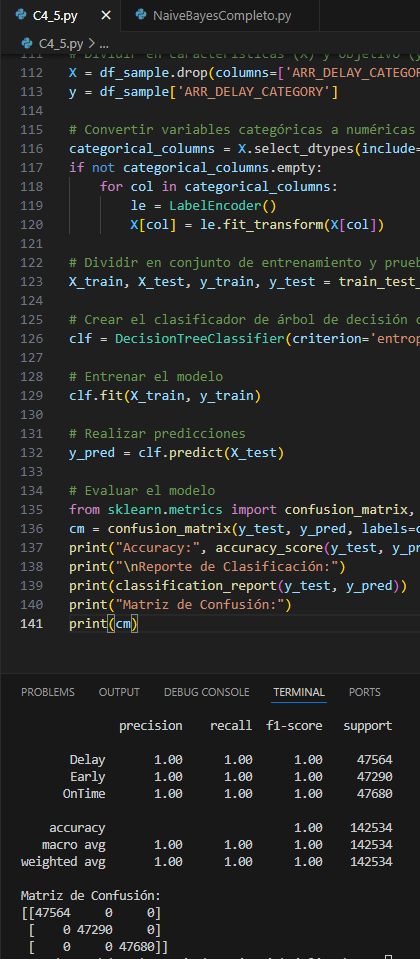 C4_5.py × NaiveBayesCompleto.py
C4_5.py > ...
111 # Dividir en características (X) y objetivo (y
112 X = df_sample.drop(columns=['ARR_DELAY_CATEGOR
113 y = df_sample['ARR_DELAY_CATEGORY']
114
115 # Convertir variables categóricas a numéricas
116 categorical_columns = X.select_dtypes(include=
117 if not categorical_columns.empty:
118 for col in categorical_columns:
119 le = LabelEncoder()
120 X[col] = le.fit_transform(X[col])
121
122 # Dividir en conjunto de entrenamiento y prueb
123 X_train, X_test, y_train, y_test = train_test_
124
125 # Crear el clasificador de árbol de decisión c
126 clf = DecisionTreeClassifier(criterion='entrop
127
128 # Entrenar el modelo
129 clf.fit(X_train, y_train)
130
131 # Realizar predicciones
132 y_pred = clf.predict(X_test)
133
134 # Evaluar el modelo
135 from sklearn.metrics import confusion_matrix,
136 cm = confusion_matrix(y_test, y_pred, labels=c
137 print("Accuracy:", accuracy_score(y_test, y_pr
138 print("\nReporte de Clasificación:")
139 print(classification_report(y_test, y_pred))
140 print("Matriz de Confusión:")
141 print(cm)
PROBLEMS OUTPUT DEBUG CONSOLE TERMINAL PORTS
precision recall f1-score support
Delay 1.00 1.00 1.00 47564
Early 1.00 1.00 1.00 47290
OnTime 1.00 1.00 1.00 47680
accuracy 1.00 142534
macro avg 1.00 1.00 1.00 142534
weighted avg 1.00 1.00 1.00 142534
Matriz de Confusión:
[[47564 0 0]
[ 0 47290 0]
[ 0 0 47680]]